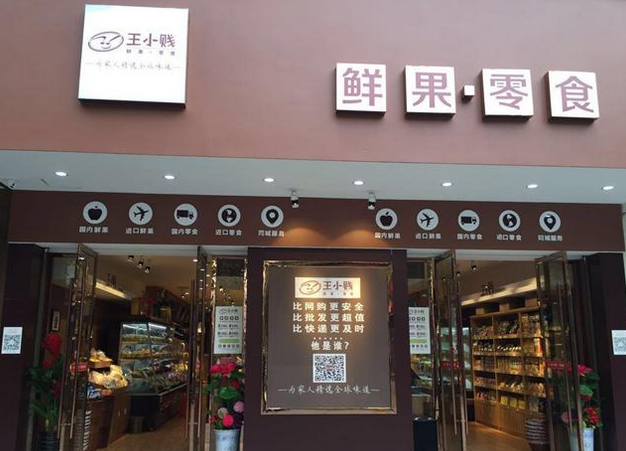 王小贱
鲜果·零食
—为家人精选全球味道—
鲜果·零食
国内鲜果 进口鲜果 国内零食 进口零食 同城服务
国内鲜果 进口鲜果 国内零食 进口零食 同城服务
王小贱
比网购更安全
比批发更超值
比快递更及时
他是谁?
—为家人精选全球味道—